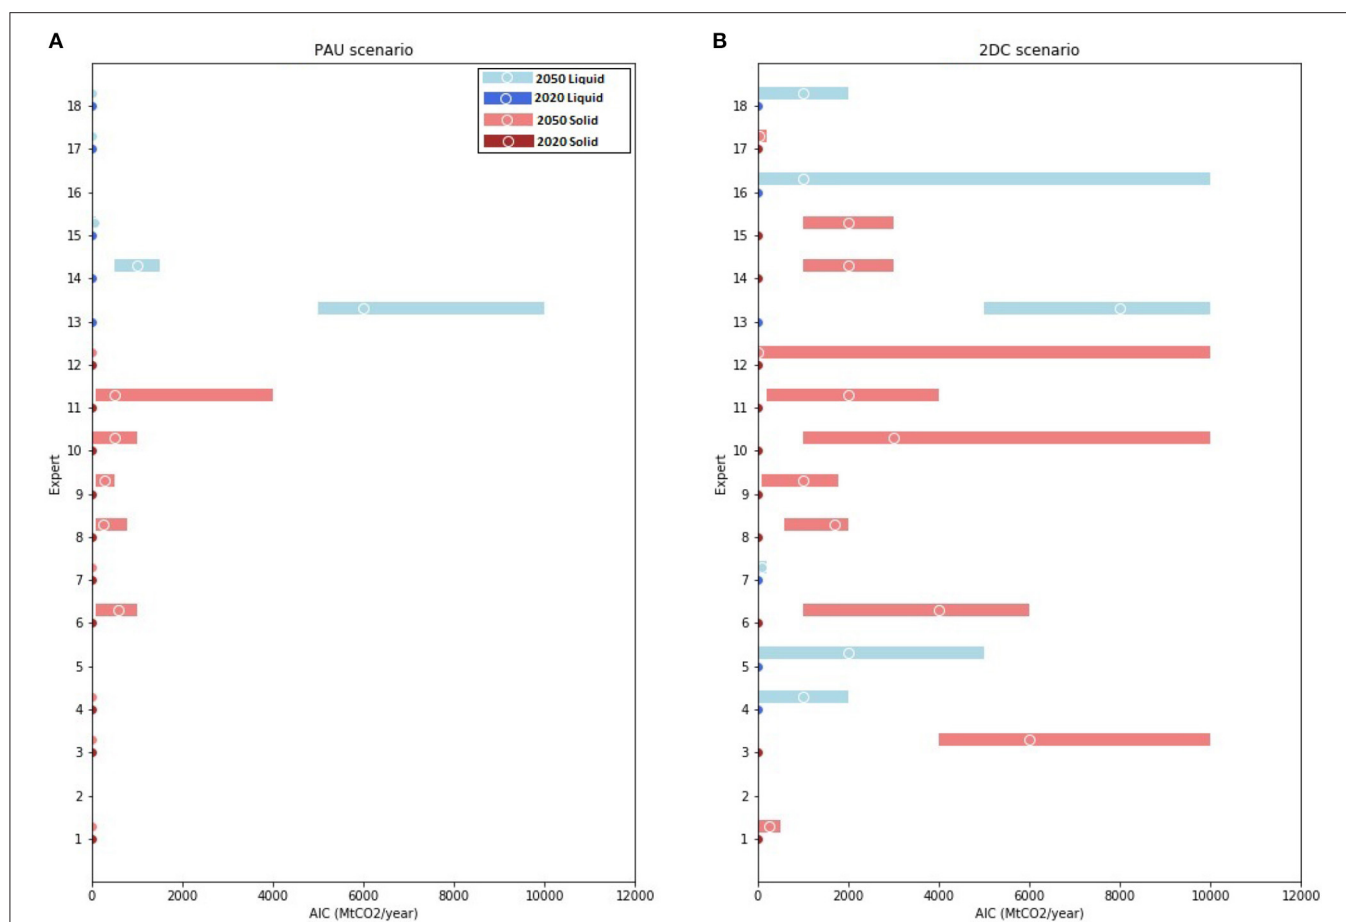 A
PAU scenario
2050 Liquid
2020 Liquid
2050 Solid
2020 Solid
18
17
16
15
14
13
12
11
10
9
8
7
6
5
4
3
2
1
Expert
0 2000 4000 6000 8000 10000 12000
AIC (MtCO2/year)
B
2DC scenario
18
17
16
15
14
13
12
11
10
9
8
7
6
5
4
3
2
1
Expert
0 2000 4000 6000 8000 10000 12000
AIC (MtCO2/year)